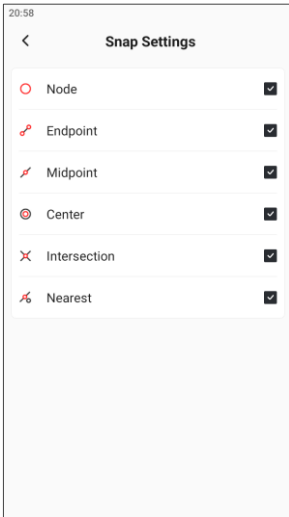 20:58
Snap Settings
Node
Endpoint
Midpoint
Center
Intersection
Nearest